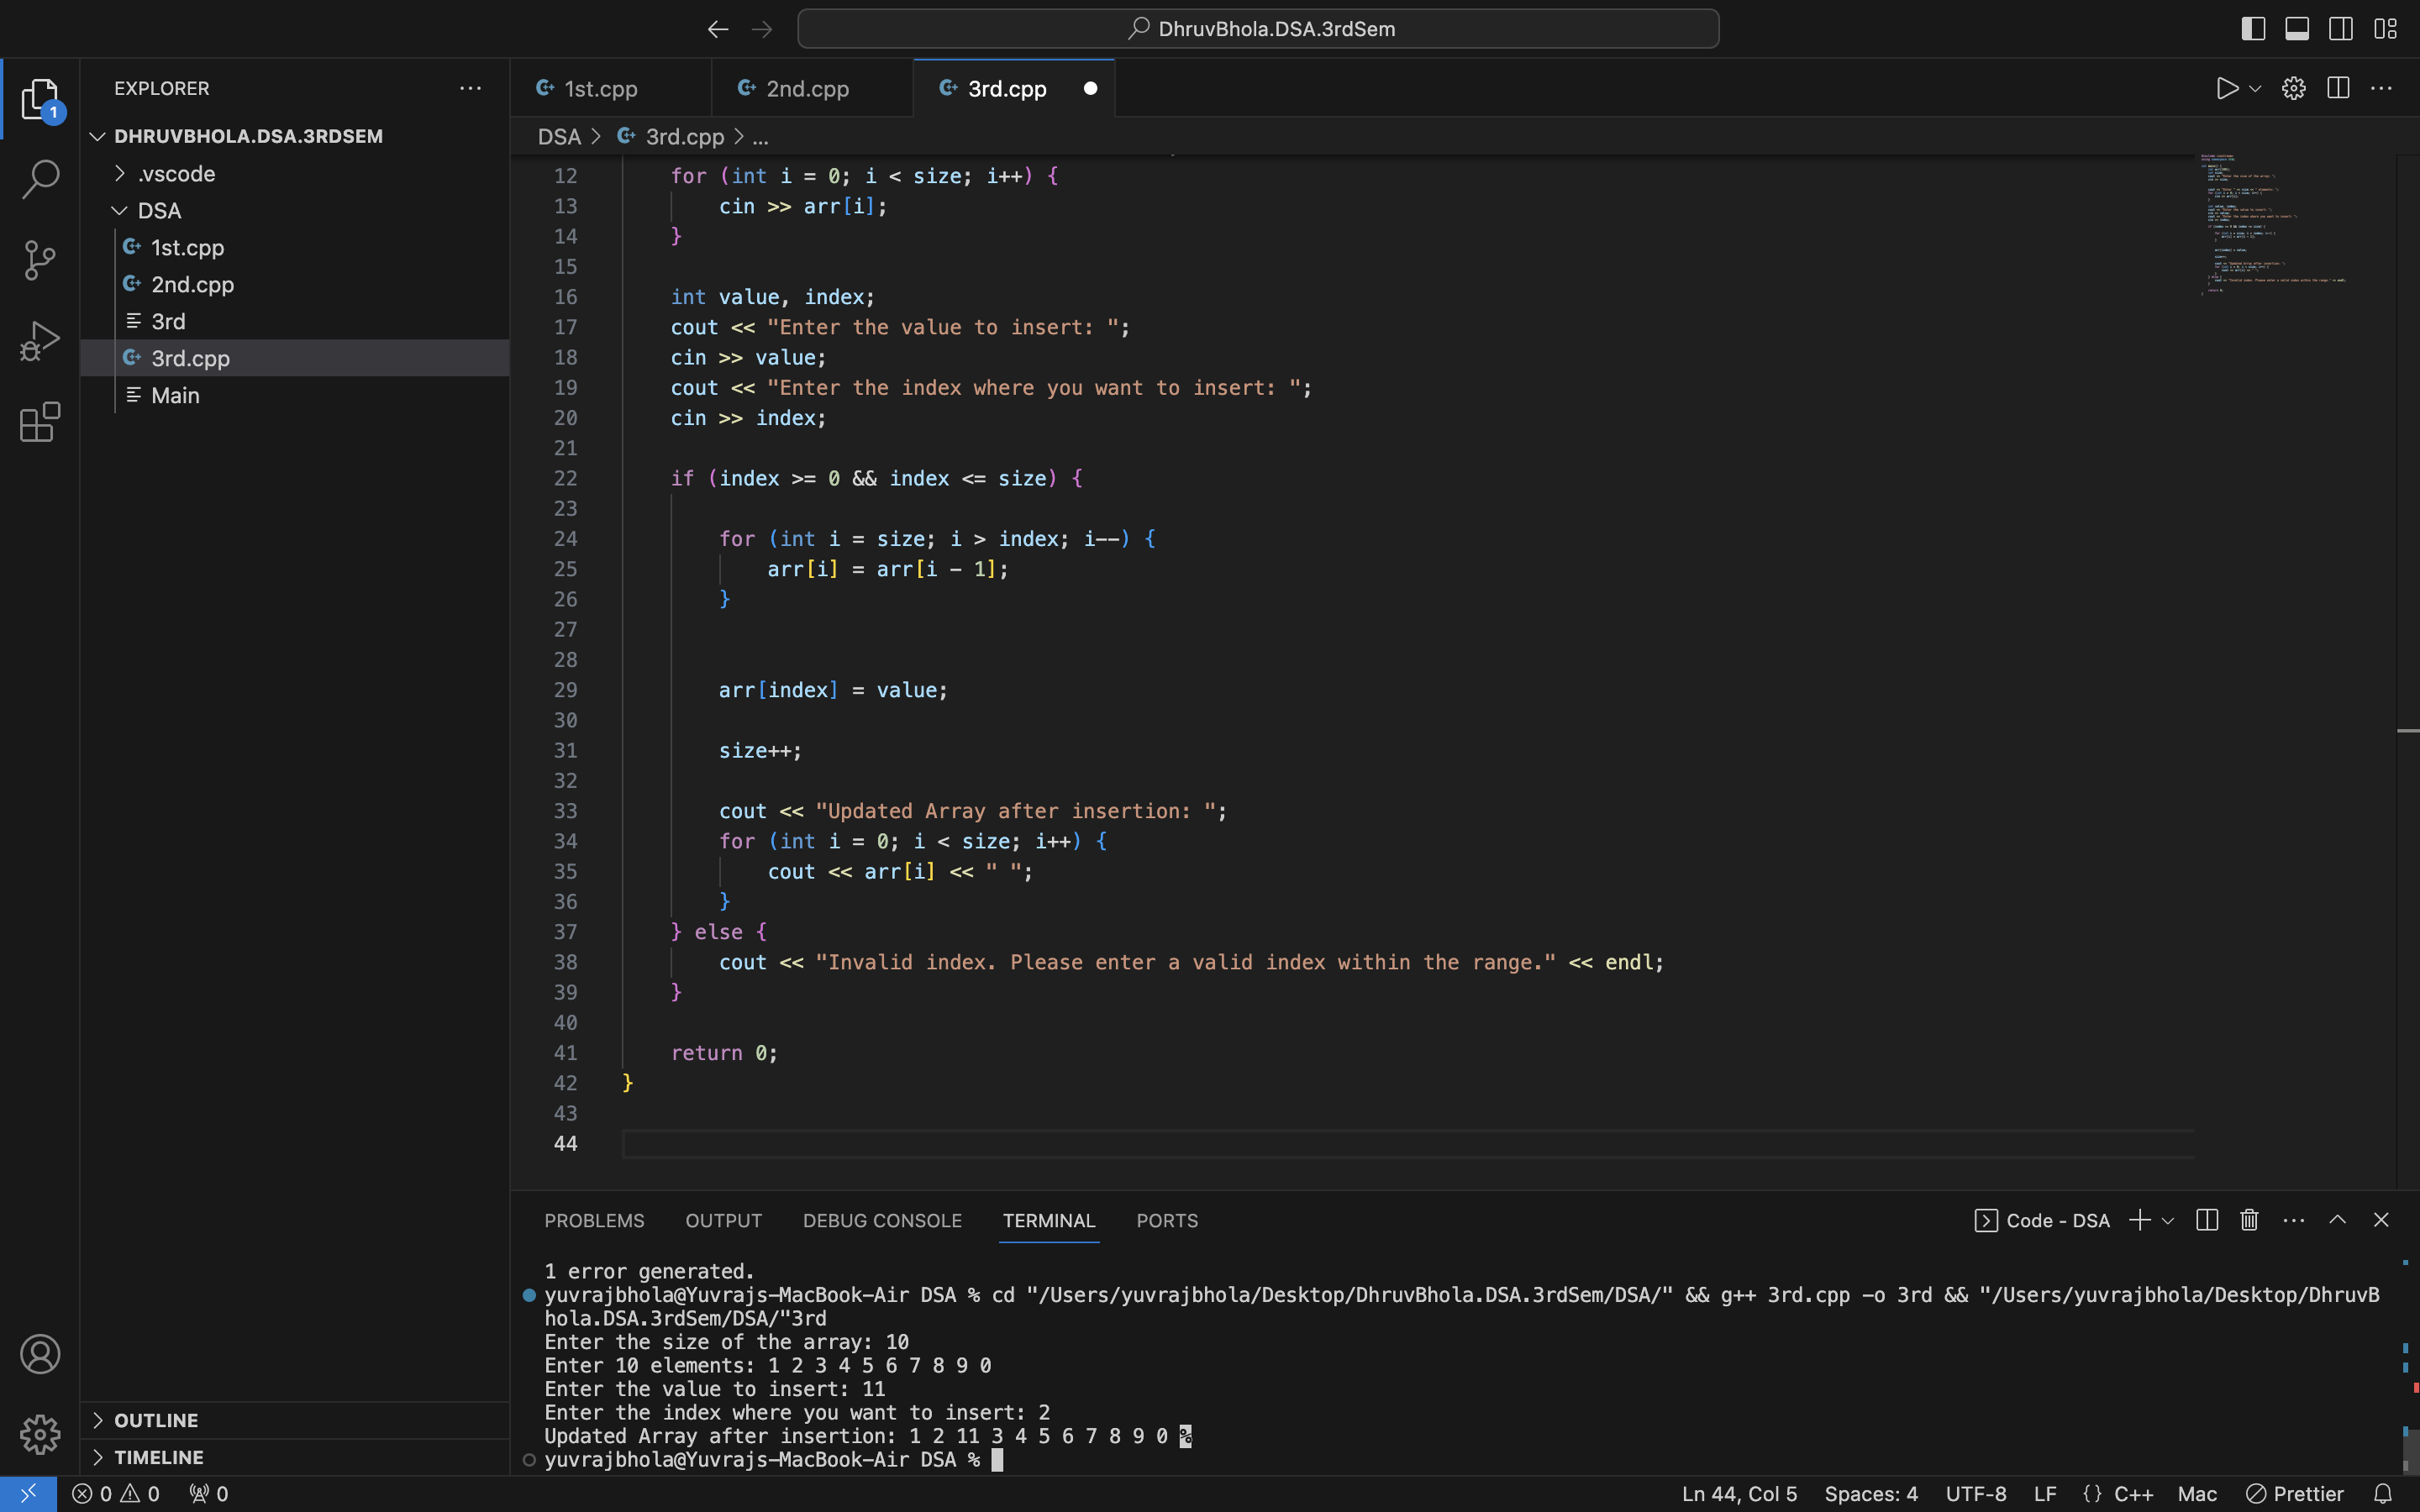 DhruvBhola.DSA.3rdSem
EXPLORER
1
DHRUVBHOLA.DSA.3RDSEM
.vscode
DSA
1st.cpp
2nd.cpp
3rd
3rd.cpp
Main
OUTLINE
TIMELINE
1st.cpp 2nd.cpp 3rd.cpp
DSA > 3rd.cpp > ...
12 for (int i = 0; i < size; i++) {
13 cin >> arr[i];
14 }
15
16 int value, index;
17 cout << "Enter the value to insert: ";
18 cin >> value;
19 cout << "Enter the index where you want to insert: ";
20 cin >> index;
21
22 if (index >= 0 && index <= size) {
23
24 for (int i = size; i > index; i--) {
25 arr[i] = arr[i - 1];
26 }
27
28
29 arr[index] = value;
30
31 size++;
32
33 cout << "Updated Array after insertion: ";
34 for (int i = 0; i < size; i++) {
35 cout << arr[i] << " ";
36 }
37 } else {
38 cout << "Invalid index. Please enter a valid index within the range." << endl;
39 }
40
41 return 0;
42 }
43
44
PROBLEMS OUTPUT DEBUG CONSOLE TERMINAL PORTS Code - DSA
1 error generated.
yuvrajbhola@Yuvrajs-MacBook-Air DSA % cd "/Users/yuvrajbhola/Desktop/DhruvBhola.DSA.3rdSem/DSA/" && g++ 3rd.cpp -o 3rd && "/Users/yuvrajbhola/Desktop/DhruvB
hola.DSA.3rdSem/DSA/"3rd
Enter the size of the array: 10
Enter 10 elements: 1 2 3 4 5 6 7 8 9 0
Enter the value to insert: 11
Enter the index where you want to insert: 2
Updated Array after insertion: 1 2 11 3 4 5 6 7 8 9 0 %
yuvrajbhola@Yuvrajs-MacBook-Air DSA %
0 0 0 Ln 44, Col 5 Spaces: 4 UTF-8 LF {} C++ Mac Prettier